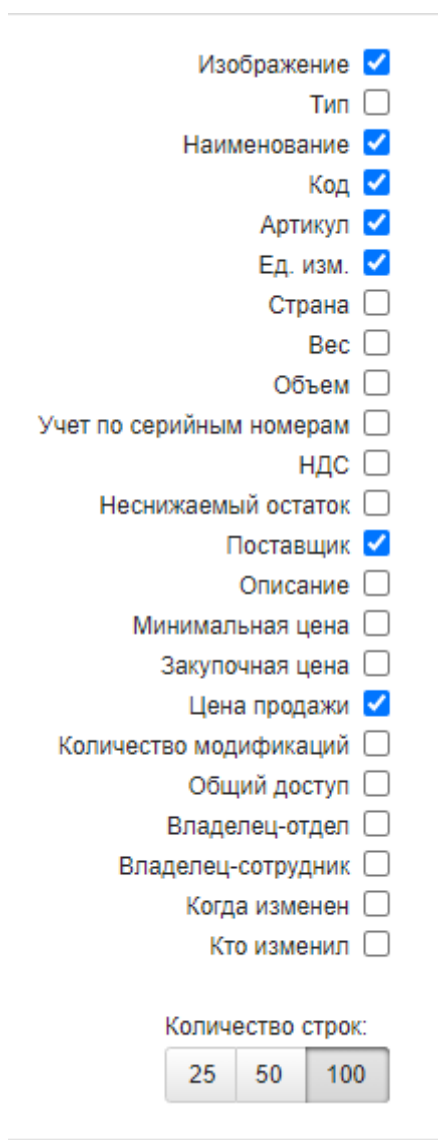 Изображение
Тип
Наименование
Код
Артикул
Ед. изм.
Страна
Вес
Объем
Учет по серийным номерам
НДС
Неснижаемый остаток
Поставщик
Описание
Минимальная цена
Закупочная цена
Цена продажи
Количество модификаций
Общий доступ
Владелец-отдел
Владелец-сотрудник
Когда изменен
Кто изменил
Количество строк:
25 50 100